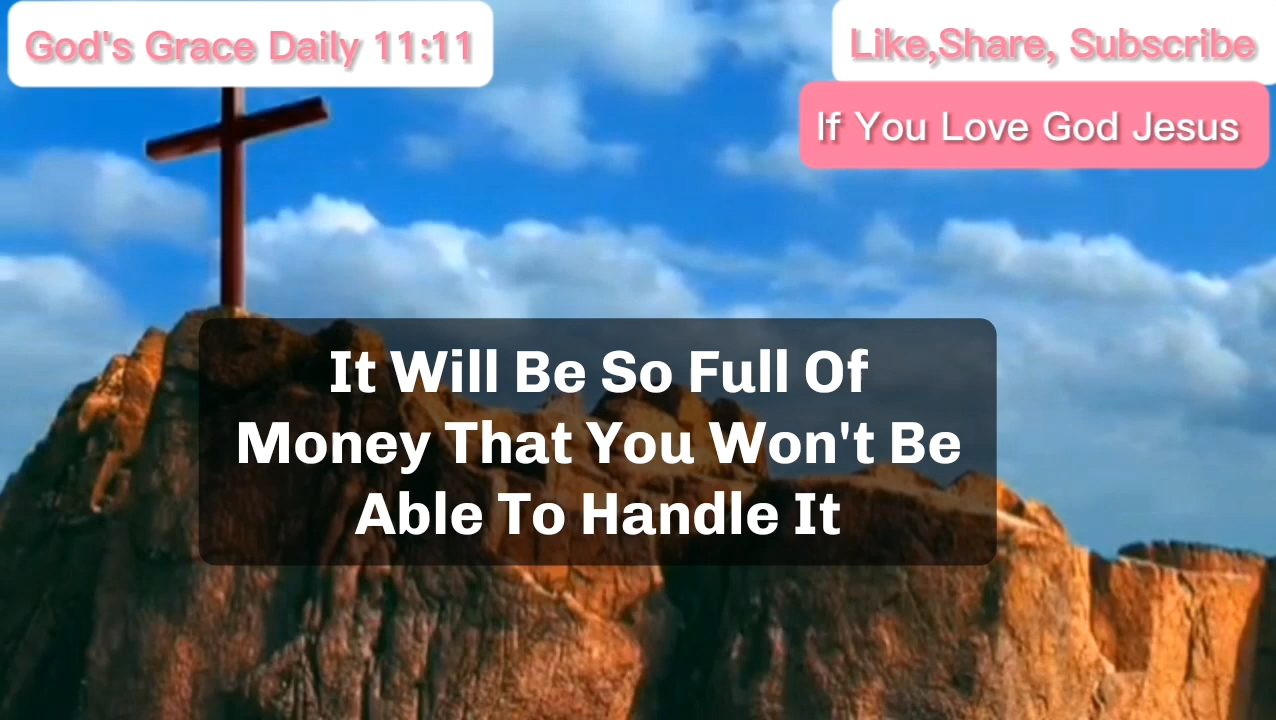 God's Grace Daily 11:11
Like,Share, Subscribe
If You Love God Jesus
It Will Be So Full Of
Money That You Won't Be
Able To Handle It